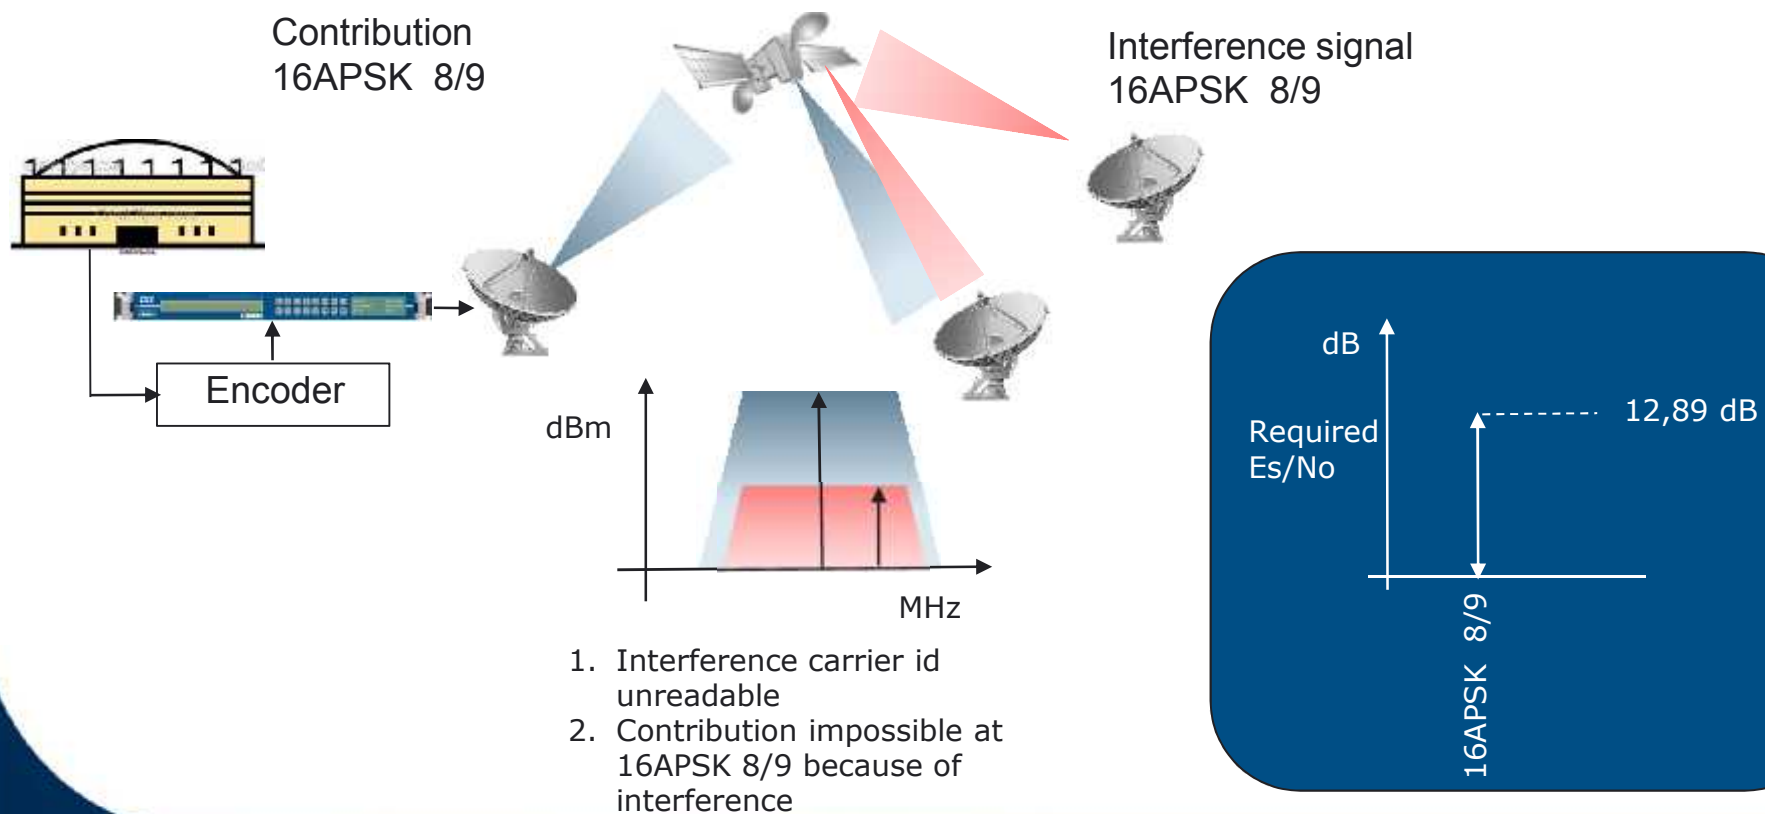 Contribution
16APSK 8/9
Interference signal
16APSK 8/9
Encoder
dBm
MHz
1. Interference carrier id
unreadable
2. Contribution impossible at
16APSK 8/9 because of
interference
dB
Required
Es/No
12,89 dB
16APSK 8/9